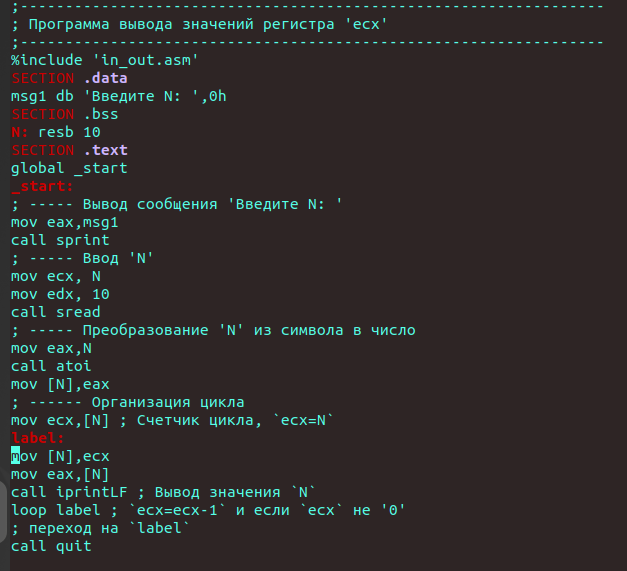 ;-----------------------------------------------------------------
; Программа вывода значений регистра 'ecx'
;-----------------------------------------------------------------
%include 'in_out.asm'
SECTION .data
msg1 db 'Введите N: ',0h
SECTION .bss
N: resb 10
SECTION .text
global _start
_start:
; ----- Вывод сообщения 'Введите N: '
mov eax,msg1
call sprint
; ----- Ввод 'N'
mov ecx, N
mov edx, 10
call sread
; ----- Преобразование 'N' из символа в число
mov eax,N
call atoi
mov [N],eax
; ------ Организация цикла
mov ecx,[N] ; Счетчик цикла, `ecx=N`
label:
mov [N],ecx
mov eax,[N]
call iprintLF ; Вывод значения `N`
loop label ; `ecx=ecx-1` и если `ecx` не '0'
; переход на `label`
call quit